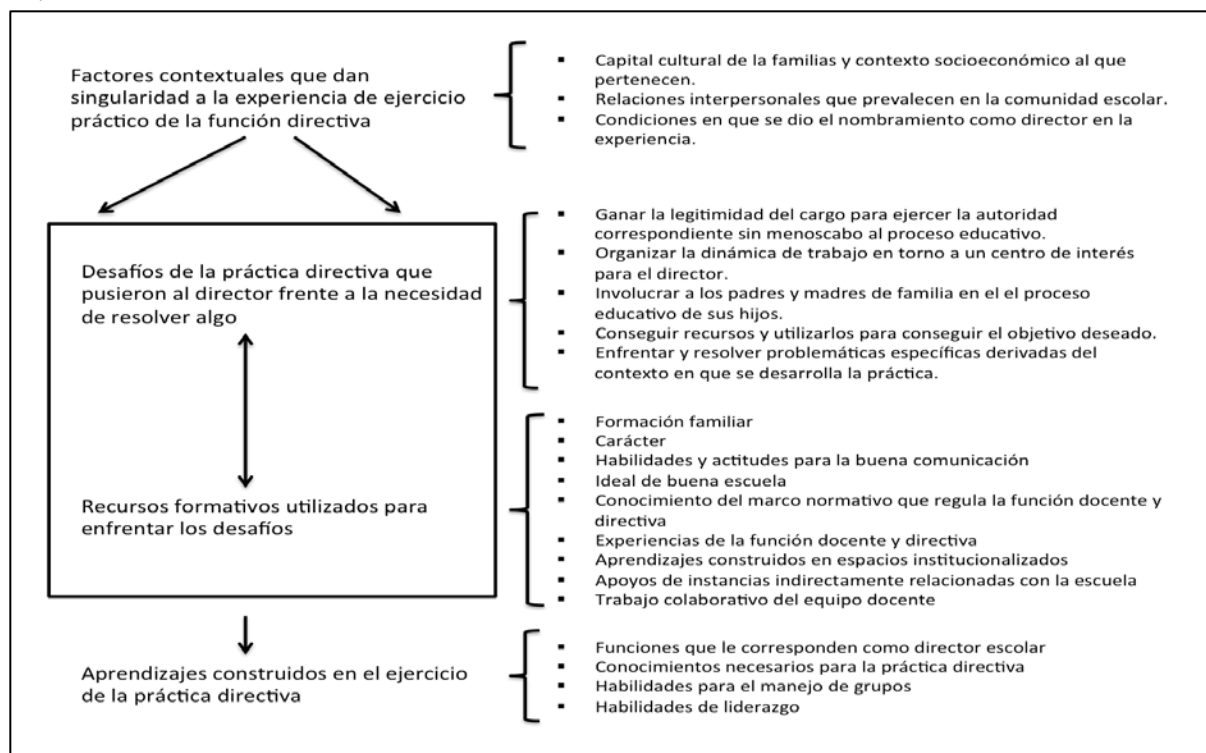 Factores contextuales que dan
singularidad a la experiencia de ejercicio
práctico de la función directiva
▪ Capital cultural de la familias y contexto socioeconómico al que
pertenecen.
▪ Relaciones interpersonales que prevalecen en la comunidad escolar.
▪ Condiciones en que se dio el nombramiento como director en la
experiencia.
Desafíos de la práctica directiva que
pusieron al director frente a la necesidad
de resolver algo
▪ Ganar la legitimidad del cargo para ejercer la autoridad
correspondiente sin menoscabo al proceso educativo.
▪ Organizar la dinámica de trabajo en torno a un centro de interés
para el director.
▪ Involucrar a los padres y madres de familia en el el proceso
educativo de sus hijos.
▪ Conseguir recursos y utilizarlos para conseguir el objetivo deseado.
▪ Enfrentar y resolver problemáticas específicas derivadas del
contexto en que se desarrolla la práctica.
Recursos formativos utilizados para
enfrentar los desafíos
▪ Formación familiar
▪ Carácter
▪ Habilidades y actitudes para la buena comunicación
▪ Ideal de buena escuela
▪ Conocimiento del marco normativo que regula la función docente y
directiva
▪ Experiencias de la función docente y directiva
▪ Aprendizajes construidos en espacios institucionalizados
▪ Apoyos de instancias indirectamente relacionadas con la escuela
▪ Trabajo colaborativo del equipo docente
Aprendizajes construidos en el ejercicio
de la práctica directiva
▪ Funciones que le corresponden como director escolar
▪ Conocimientos necesarios para la práctica directiva
▪ Habilidades para el manejo de grupos
▪ Habilidades de liderazgo